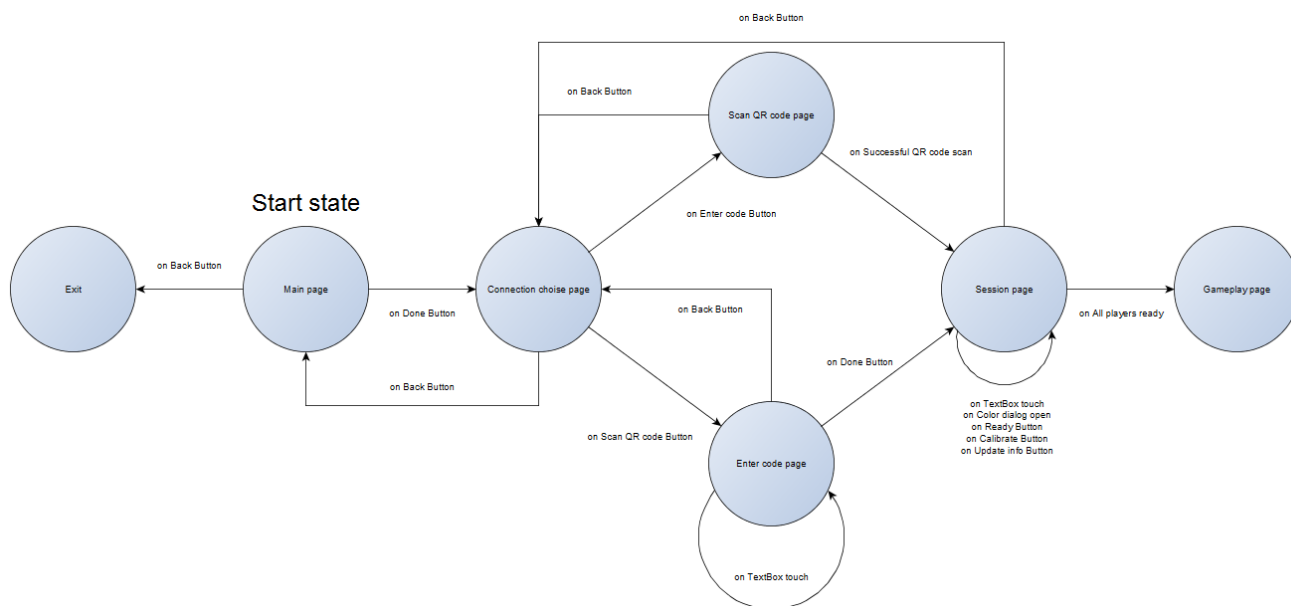 on Back Button
on Back Button
Scan QR code page
on Successful QR code scan
Start state
on Enter code Button
on Back Button
Exit
Main page
Connection choise page
Session page
Gameplay page
on Done Button
on Back Button
on All players ready
on Done Button
on Back Button
on TextBox touch
on Color dialog open
on Ready Button
on Calibrate Button
on Update info Button
on Scan QR code Button
Enter code page
on TextBox touch